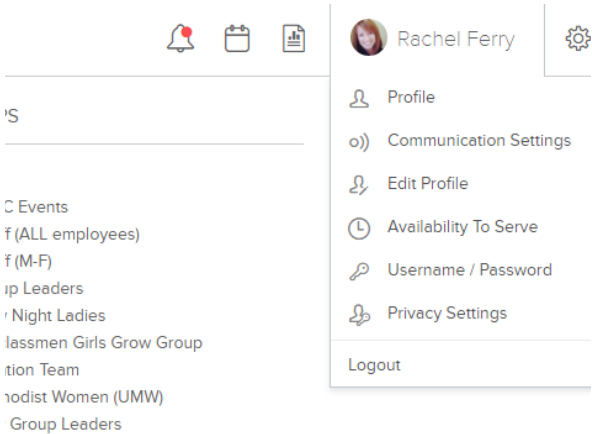 Rachel Ferry
Profile
Communication Settings
Edit Profile
Availability To Serve
Username / Password
Privacy Settings
Logout
PS
C Events
f (ALL employees)
f (M-F)
up Leaders
Night Ladies
lassmen Girls Grow Group
tion Team
hodist Women (UMW)
Group Leaders